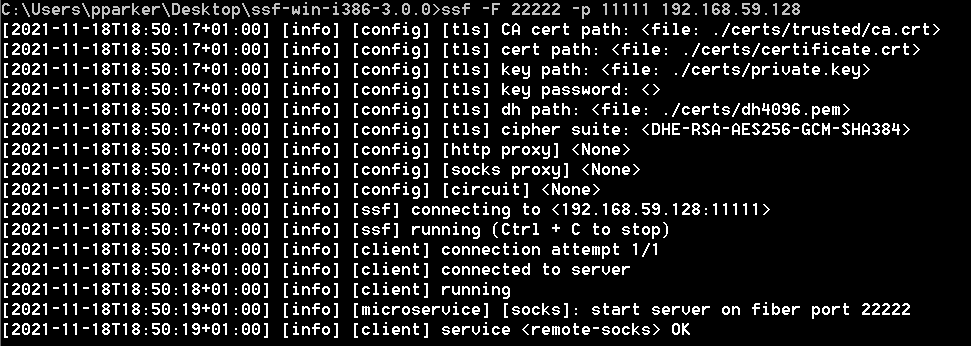 C:\Users\pparker\Desktop\ssf-win-i386-3.0.0>ssf -F 22222 -p 11111 192.168.59.128
[2021-11-18T18:50:17+01:00] [info] [config] [tls] CA cert path: <file: ./certs/trusted/ca.crt>
[2021-11-18T18:50:17+01:00] [info] [config] [tls] cert path: <file: ./certs/certificate.crt>
[2021-11-18T18:50:17+01:00] [info] [config] [tls] key path: <file: ./certs/private.key>
[2021-11-18T18:50:17+01:00] [info] [config] [tls] key password: <>
[2021-11-18T18:50:17+01:00] [info] [config] [tls] dh path: <file: ./certs/dh4096.pem>
[2021-11-18T18:50:17+01:00] [info] [config] [tls] cipher suite: <DHE-RSA-AES256-GCM-SHA384>
[2021-11-18T18:50:17+01:00] [info] [config] [http proxy] <None>
[2021-11-18T18:50:17+01:00] [info] [config] [socks proxy] <None>
[2021-11-18T18:50:17+01:00] [info] [config] [circuit] <None>
[2021-11-18T18:50:17+01:00] [info] [ssf] connecting to <192.168.59.128:11111>
[2021-11-18T18:50:17+01:00] [info] [ssf] running (Ctrl + C to stop)
[2021-11-18T18:50:17+01:00] [info] [client] connection attempt 1/1
[2021-11-18T18:50:18+01:00] [info] [client] connected to server
[2021-11-18T18:50:18+01:00] [info] [client] running
[2021-11-18T18:50:19+01:00] [info] [microservice] [socks]: start server on fiber port 22222
[2021-11-18T18:50:19+01:00] [info] [client] service <remote-socks> OK